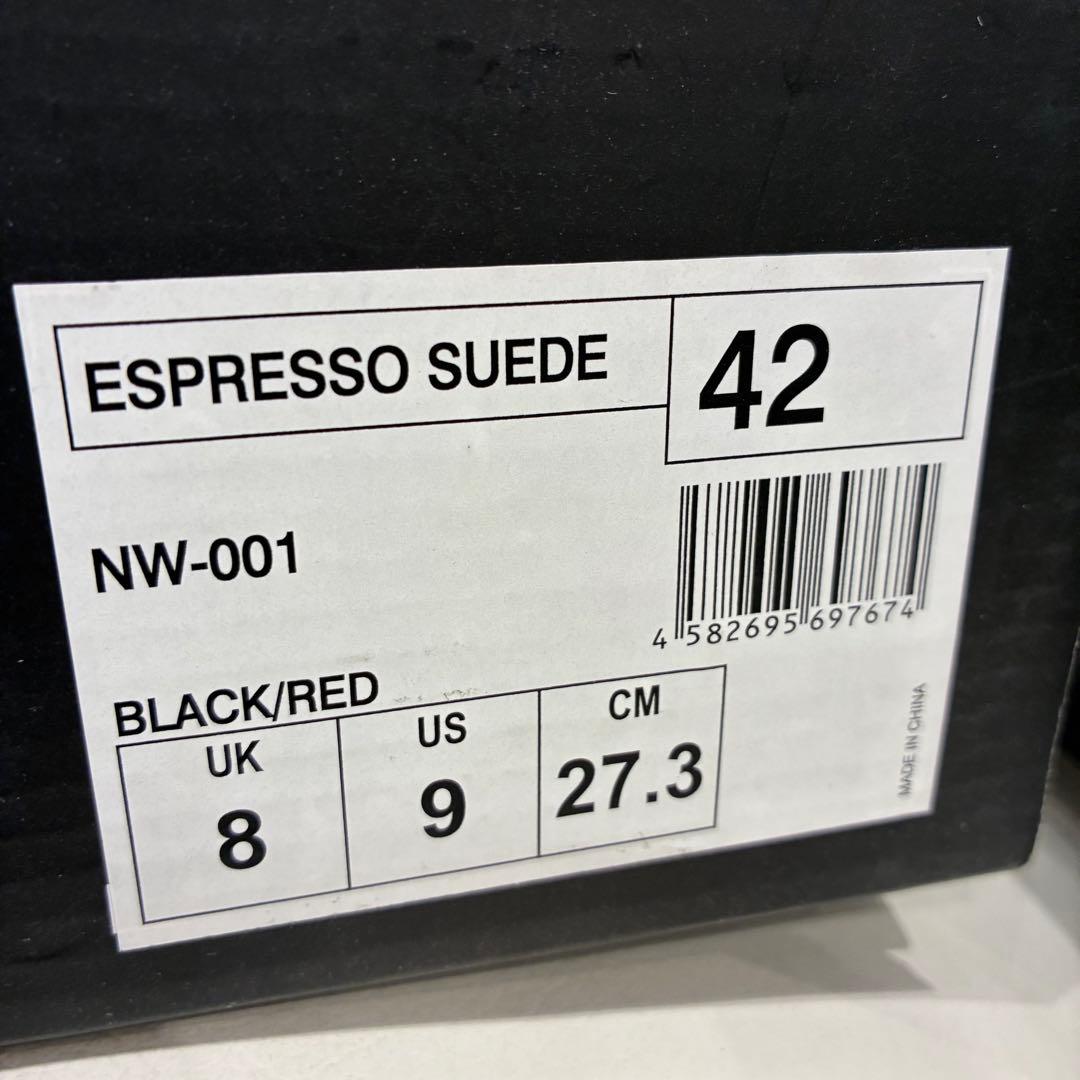 ESPRESSO SUEDE
42
NW-001
4 582695 697674
BLACK/RED
UK US CM
8 9 27.3
MADE IN CHINA